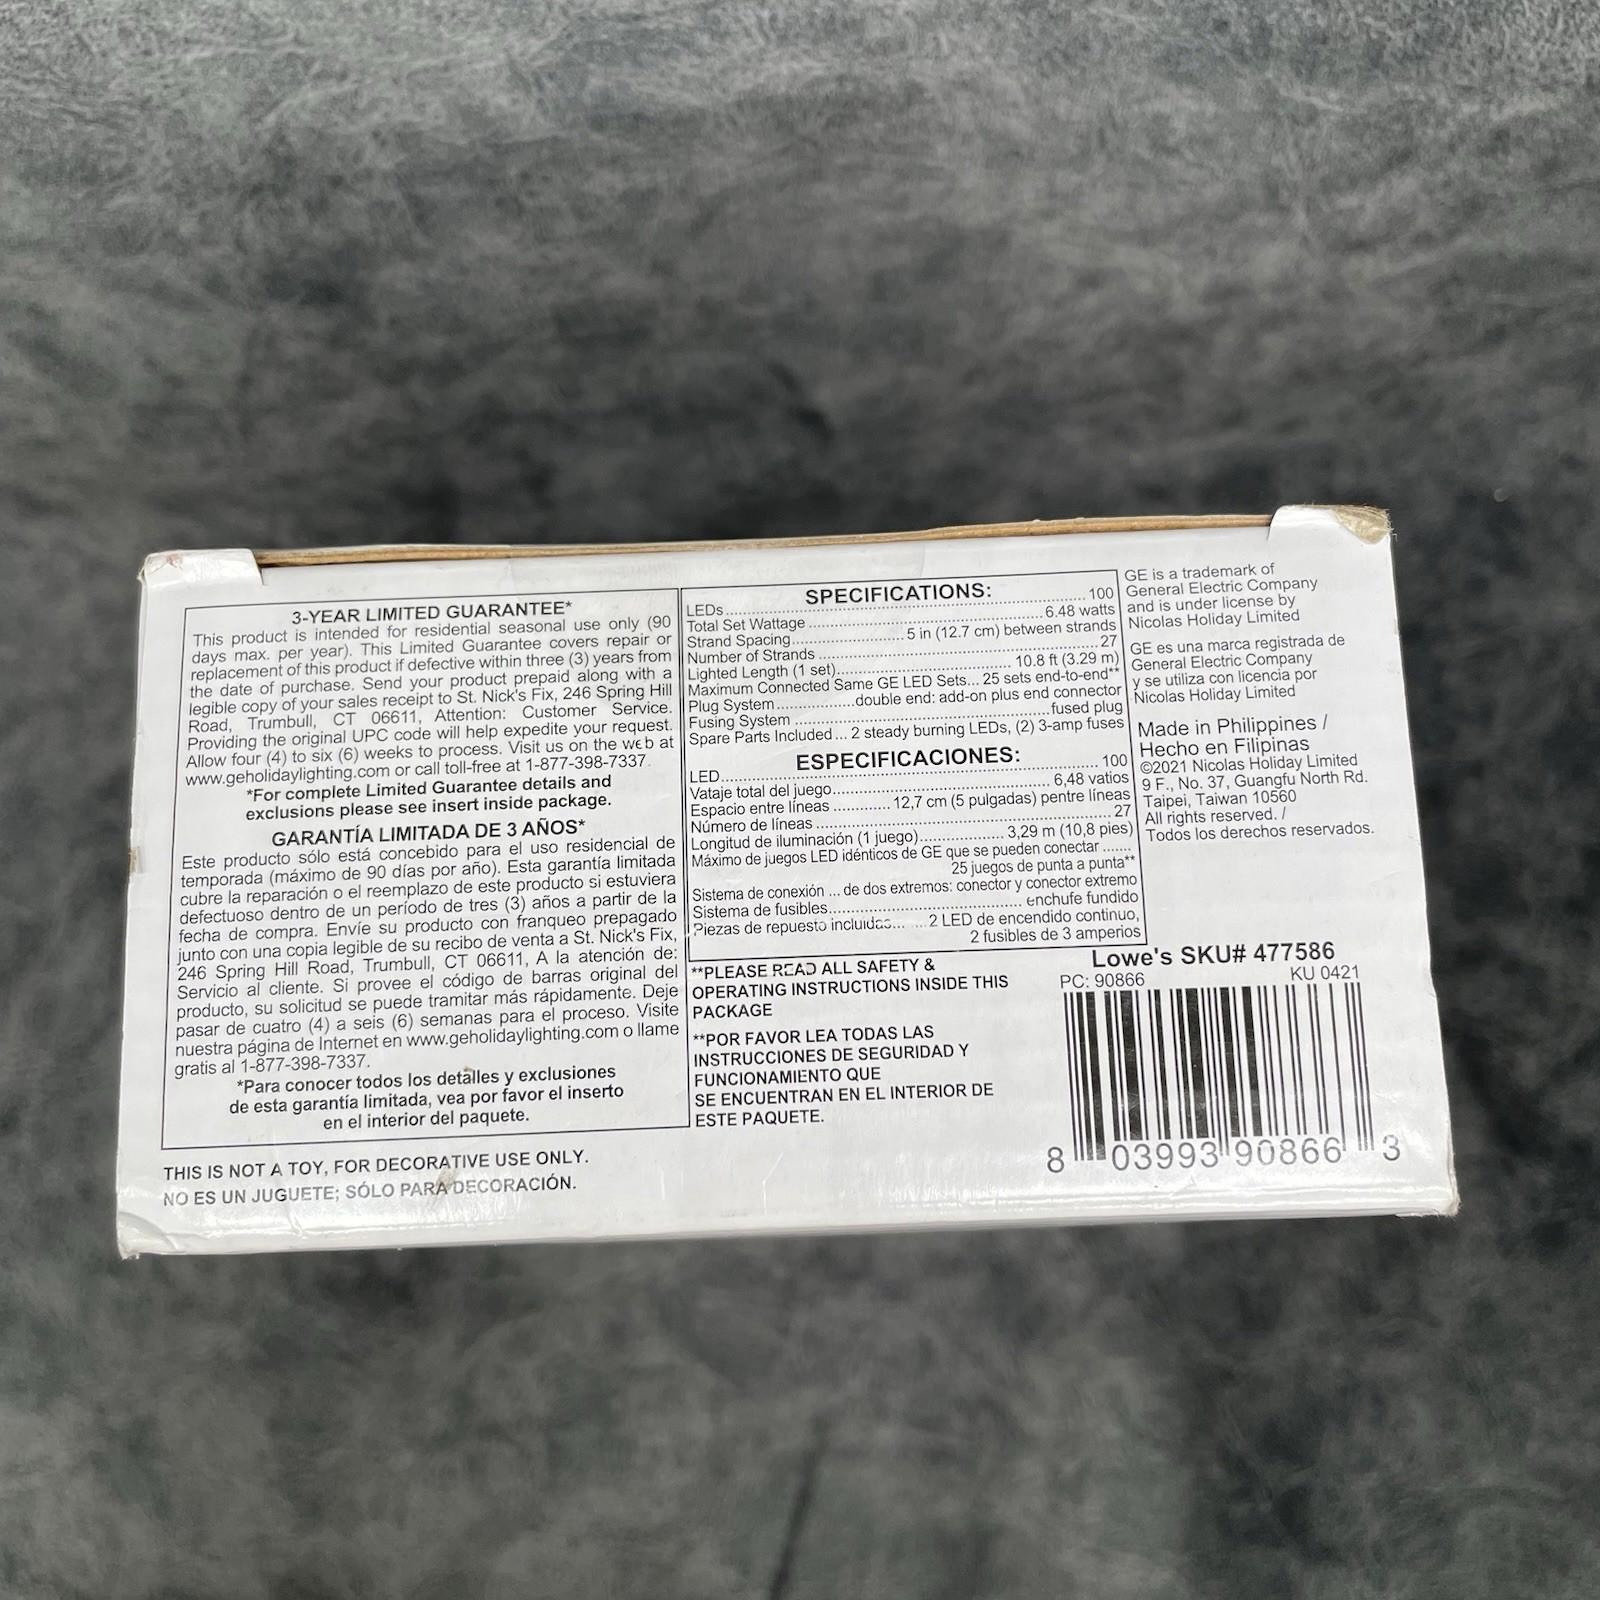 3-YEAR LIMITED GUARANTEE*
This product is intended for residential seasonal use only (90
days max. per year). This Limited Guarantee covers repair or
replacement of this product if defective within three (3) years from
the date of purchase. Send your product prepaid along with a
legible copy of your sales receipt to St. Nick's Fix, 246 Spring Hill
Road, Trumbull, CT 06611, Attention: Customer Service.
Providing the original UPC code will help expedite your request.
Allow four (4) to six (6) weeks to process. Visit us on the web at
www.geholidaylighting.com or call toll-free at 1-877-398-7337.
*For complete Limited Guarantee details and
exclusions please see insert inside package.
GARANTÍA LIMITADA DE 3 AÑOS*
Este producto sólo está concebido para el uso residencial de
temporada (máximo de 90 días por año). Esta garantía limitada
cubre la reparación o el reemplazo de este producto si estuviera
defectuoso dentro de un período de tres (3) años a partir de la
fecha de compra. Envíe su producto con franqueo prepagado
junto con una copia legible de su recibo de venta a St. Nick's Fix,
246 Spring Hill Road, Trumbull, CT 06611, A la atención de:
Servicio al cliente. Si provee el código de barras original del
producto, su solicitud se puede tramitar más rápidamente. Deje
pasar de cuatro (4) a seis (6) semanas para el proceso. Visite
nuestra página de Internet en www.geholidaylighting.com o llame
gratis al 1-877-398-7337.
*Para conocer todos los detalles y exclusiones
de esta garantía limitada, vea por favor el inserto
en el interior del paquete.
THIS IS NOT A TOY, FOR DECORATIVE USE ONLY.
NO ES UN JUGUETE; SÓLO PARA DECORACIÓN.
SPECIFICATIONS:
LEDs ... 100
Total Set Wattage ... 6.48 watts
Strand Spacing ... 5 in (12.7 cm) between strands
Number of Strands ... 27
Lighted Length (1 set) ... 10.8 ft (3.29 m)
Maximum Connected Same GE LED Sets... 25 sets end-to-end**
Plug System ... double end: add-on plus end connector
Fusing System ... fused plug
Spare Parts Included ... 2 steady burning LEDs, (2) 3-amp fuses
ESPECIFICACIONES:
LED ... 100
Vataje total del juego ... 6,48 vatios
Espacio entre líneas ... 12,7 cm (5 pulgadas) pentre líneas
Número de líneas ... 27
Longitud de iluminación (1 juego) ... 3,29 m (10,8 pies)
Máximo de juegos LED idénticos de GE que se pueden conectar .......
25 juegos de punta a punta**
Sistema de conexión ... de dos extremos: conector y conector extremo
Sistema de fusibles ... enchufe fundido
Piezas de repuesto incluidas ... 2 LED de encendido continuo,
2 fusibles de 3 amperios
**PLEASE READ ALL SAFETY &
OPERATING INSTRUCTIONS INSIDE THIS
PACKAGE
**POR FAVOR LEA TODAS LAS
INSTRUCCIONES DE SEGURIDAD Y
FUNCIONAMIENTO QUE
SE ENCUENTRAN EN EL INTERIOR DE
ESTE PAQUETE.
GE is a trademark of
General Electric Company
and is under license by
Nicolas Holiday Limited
GE es una marca registrada de
General Electric Company
y se utiliza con licencia por
Nicolas Holiday Limited
Made in Philippines /
Hecho en Filipinas
©2021 Nicolas Holiday Limited
9 F., No. 37, Guangfu North Rd.
Taipei, Taiwan 10560
All rights reserved. /
Todos los derechos reservados.
Lowe's SKU# 477586
PC: 90866 KU 0421
8 03993 90866 3